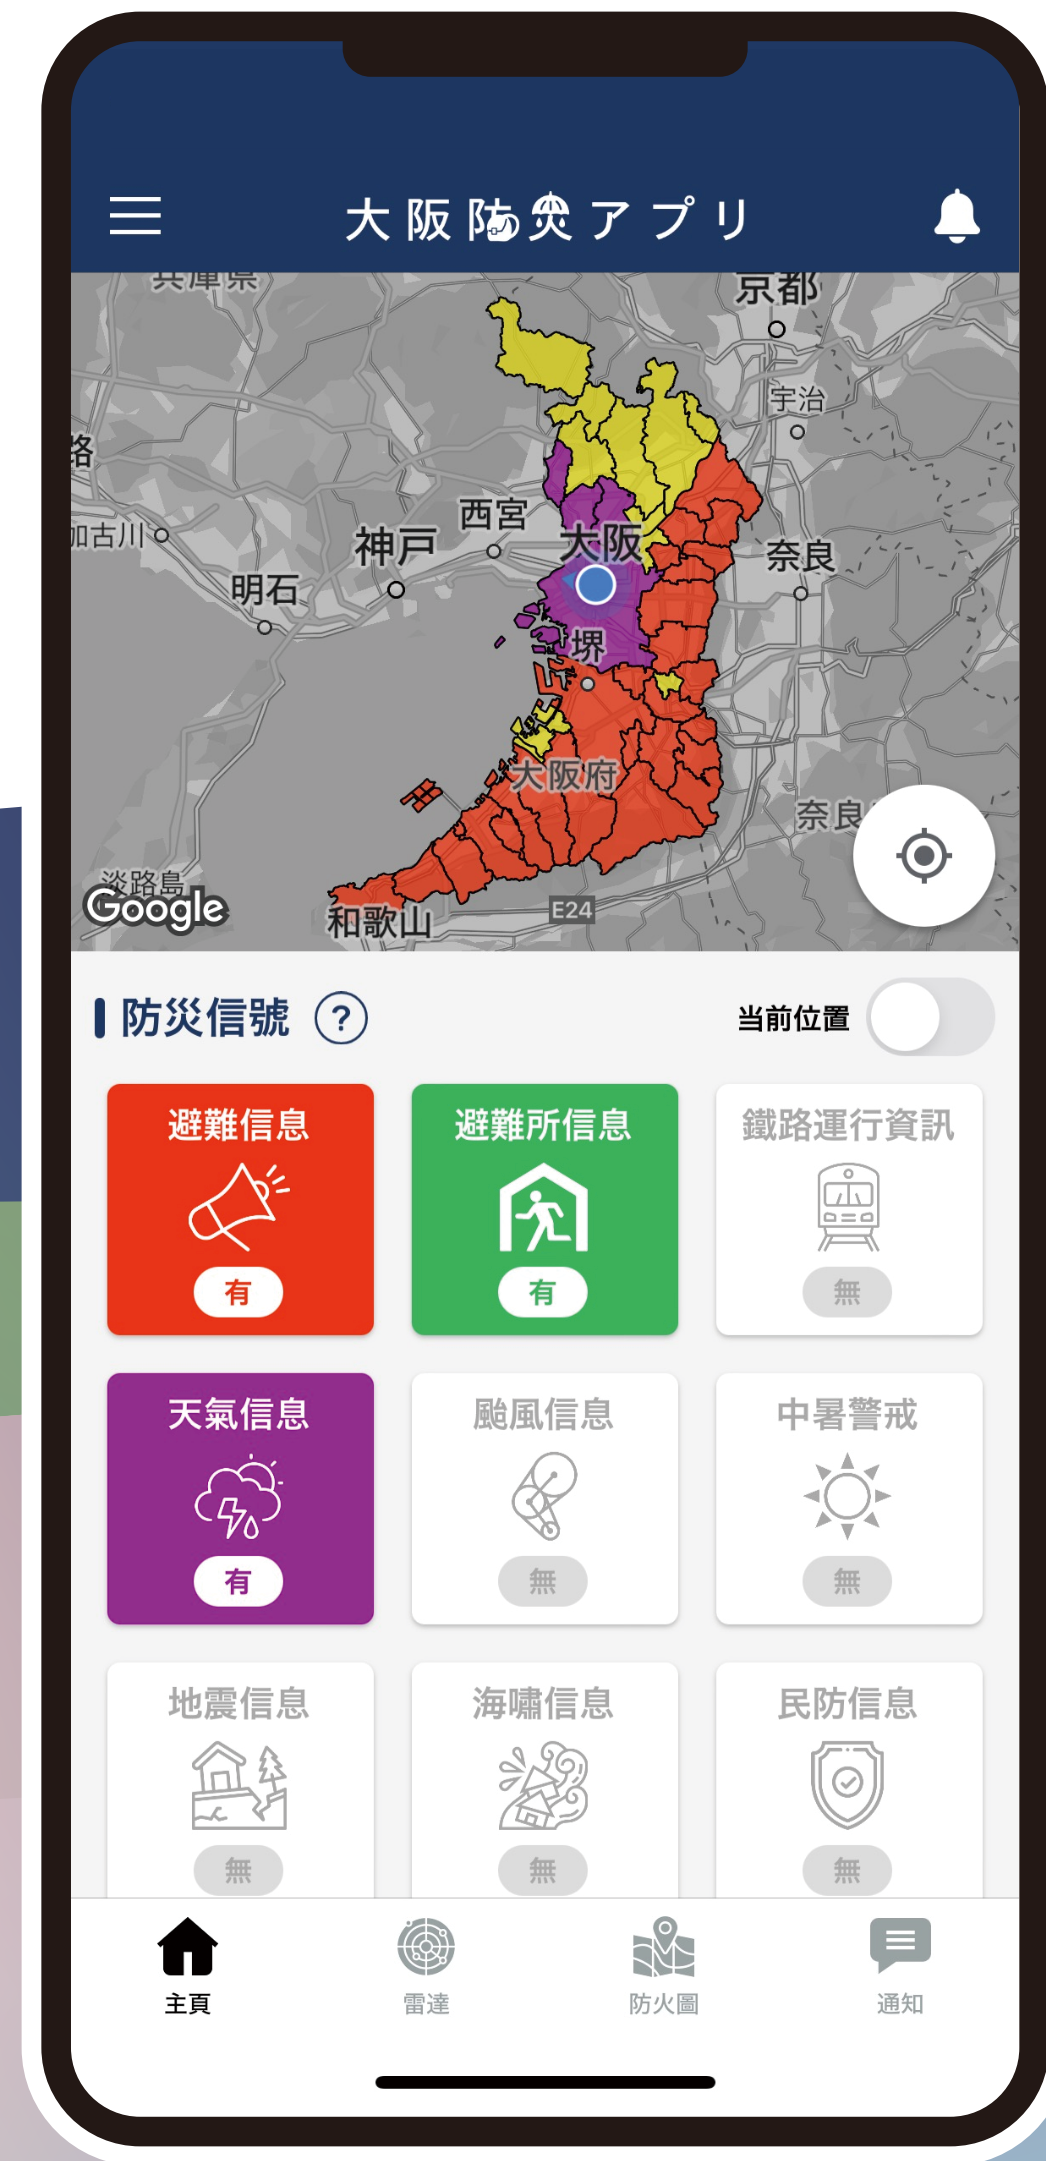 大阪防災アプリ
兵庫県
京都
宇治
路
西宮
加古川
神戸
大阪
奈良
明石
堺
大阪府
奈良
淡路島
Google
和歌山
E24
防災信號 ?
当前位置
避難信息
避難所信息
鐵路運行資訊
有
有
無
天氣信息
颱風信息
中暑警戒
有
無
無
地震信息
海嘯信息
民防信息
無
無
無
主頁
雷達
防火圖
通知